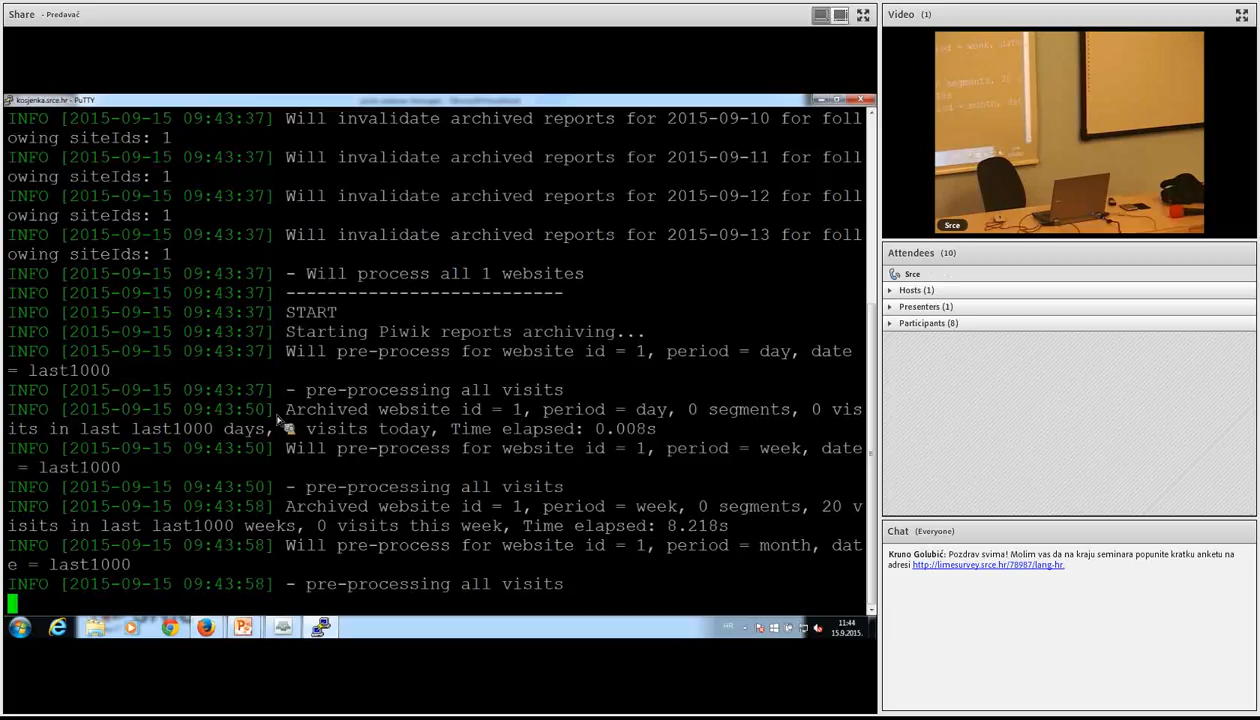 Share - Predavač
kosjenka.srce.hr - PuTTY
INFO [2015-09-15 09:43:37] Will invalidate archived reports for 2015-09-10 for foll
owing siteIds: 1
INFO [2015-09-15 09:43:37] Will invalidate archived reports for 2015-09-11 for foll
owing siteIds: 1
INFO [2015-09-15 09:43:37] Will invalidate archived reports for 2015-09-12 for foll
owing siteIds: 1
INFO [2015-09-15 09:43:37] Will invalidate archived reports for 2015-09-13 for foll
owing siteIds: 1
INFO [2015-09-15 09:43:37] - Will process all 1 websites
INFO [2015-09-15 09:43:37] ---------------------------
INFO [2015-09-15 09:43:37] START
INFO [2015-09-15 09:43:37] Starting Piwik reports archiving...
INFO [2015-09-15 09:43:37] Will pre-process for website id = 1, period = day, date
= last1000
INFO [2015-09-15 09:43:37] - pre-processing all visits
INFO [2015-09-15 09:43:50] Archived website id = 1, period = day, 0 segments, 0 vis
its in last last1000 days, visits today, Time elapsed: 0.008s
INFO [2015-09-15 09:43:50] Will pre-process for website id = 1, period = week, date
= last1000
INFO [2015-09-15 09:43:50] - pre-processing all visits
INFO [2015-09-15 09:43:58] Archived website id = 1, period = week, 0 segments, 20 v
isits in last last1000 weeks, 0 visits this week, Time elapsed: 8.218s
INFO [2015-09-15 09:43:58] Will pre-process for website id = 1, period = month, dat
e = last1000
INFO [2015-09-15 09:43:58] - pre-processing all visits
HR
11:44
15.9.2015.
Video (1)
segments, 20
= month, da
Srce
Attendees (10)
Srce
Hosts (1)
Presenters (1)
Participants (8)
Chat (Everyone)
Kruno Golubić: Pozdrav svima! Molim vas da na kraju seminara popunite kratku anketu na
adresi http://limesurvey.srce.hr/78987/lang-hr.